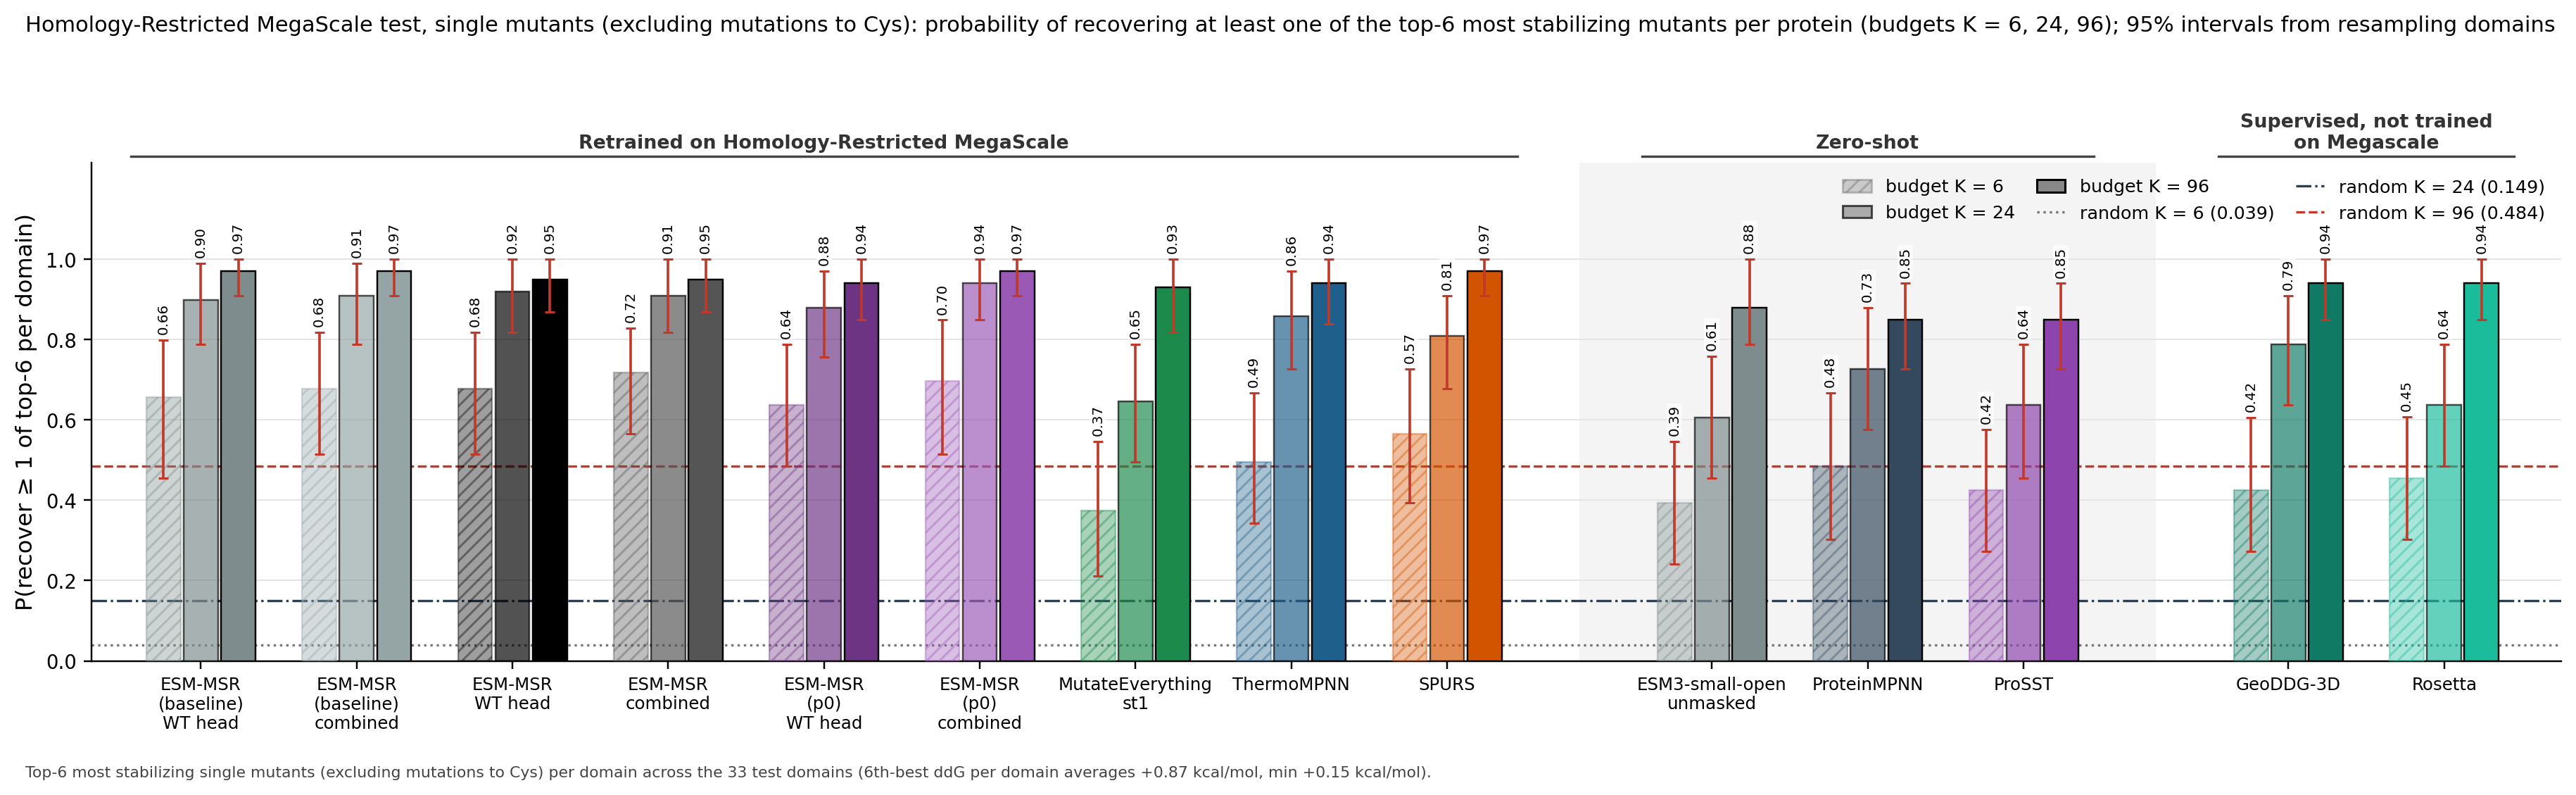 Homology-Restricted MegaScale test, single mutants (excluding mutations to Cys): probability of recovering at least one of the top-6 most stabilizing mutants per protein (budgets K = 6, 24, 96); 95% intervals from resampling domains
Retrained on Homology-Restricted MegaScale
Zero-shot
Supervised, not trained
on Megascale
budget K = 6
budget K = 24
budget K = 96
random K = 6 (0.039)
random K = 24 (0.149)
random K = 96 (0.484)
P(recover ≥ 1 of top-6 per domain)
1.0
0.8
0.6
0.4
0.2
0.0
0.66
0.90
0.97
0.68
0.91
0.97
0.68
0.92
0.95
0.72
0.91
0.95
0.64
0.88
0.94
0.70
0.94
0.97
0.37
0.65
0.93
0.49
0.86
0.94
0.57
0.81
0.97
0.39
0.61
0.88
0.48
0.73
0.85
0.42
0.64
0.85
0.42
0.79
0.94
0.45
0.64
0.94
ESM-MSR
(baseline)
WT head
ESM-MSR
(baseline)
combined
ESM-MSR
WT head
ESM-MSR
combined
ESM-MSR
(p0)
WT head
ESM-MSR
(p0)
combined
MutateEverything
st1
ThermoMPNN
SPURS
ESM3-small-open
unmasked
ProteinMPNN
ProSST
GeoDDG-3D
Rosetta
Top-6 most stabilizing single mutants (excluding mutations to Cys) per domain across the 33 test domains (6th-best ddG per domain averages +0.87 kcal/mol, min +0.15 kcal/mol).